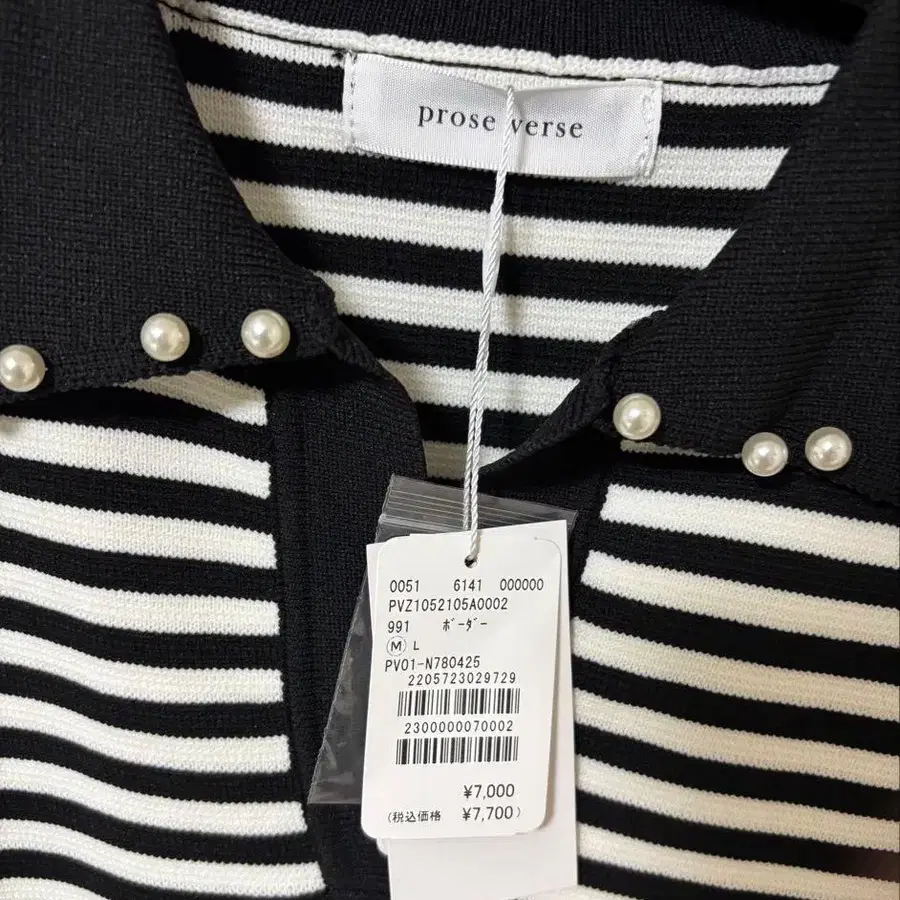 prose verse
0051 6141 000000
PVZ1052105A0002
991 ﾎﾞｰﾀﾞｰ
Ⓜ L
PV01-N780425
2205723029729
2300000070002
¥7,000
(税込価格 ¥7,700)